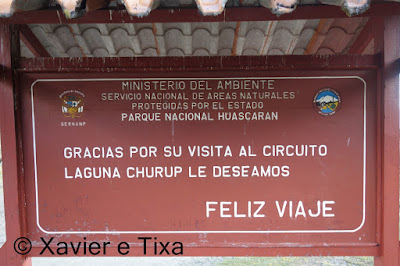 MINISTERIO DEL AMBIENTE
SERVICIO NACIONAL DE AREAS NATURALES
PROTEGIDAS POR EL ESTADO
PARQUE NACIONAL HUASCARAN
SERNANP
GRACIAS POR SU VISITA AL CIRCUITO
LAGUNA CHURUP LE DESEAMOS
FELIZ VIAJE
© Xavier e Tixa